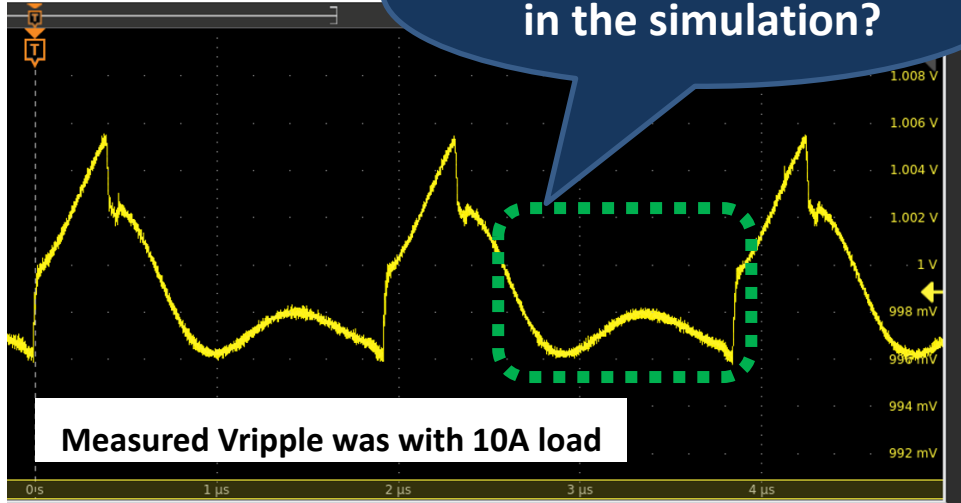 in the simulation?
T
T
1.008 V
1.006 V
1.004 V
1.002 V
1 V
998 mV
996 mV
994 mV
992 mV
Measured Vripple was with 10A load
0 s
1 µs
2 µs
3 µs
4 µs